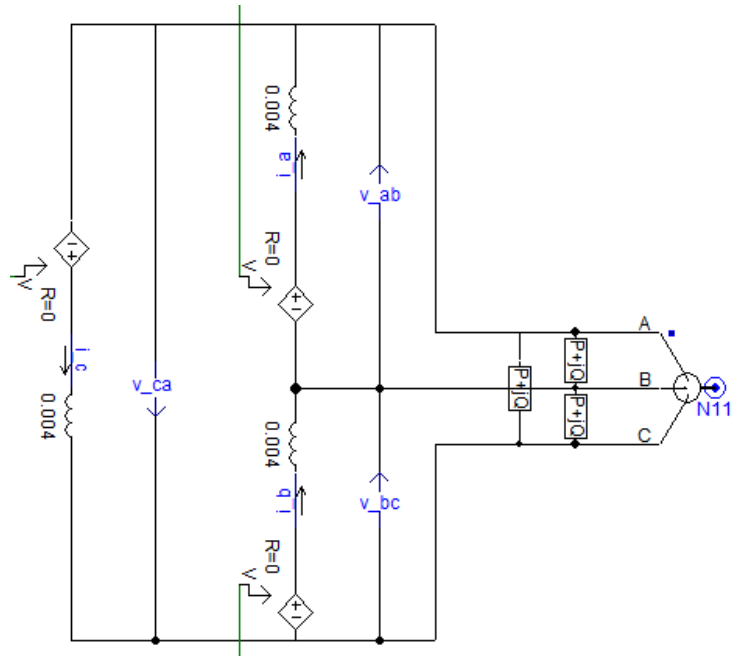 0.004
i_a
v_ab
R=0
V
V
R=0
A
P+jQ
P+jQ
B
N11
i_c
v_ca
0.004
0.004
P+jQ
C
i_b
v_bc
R=0
V